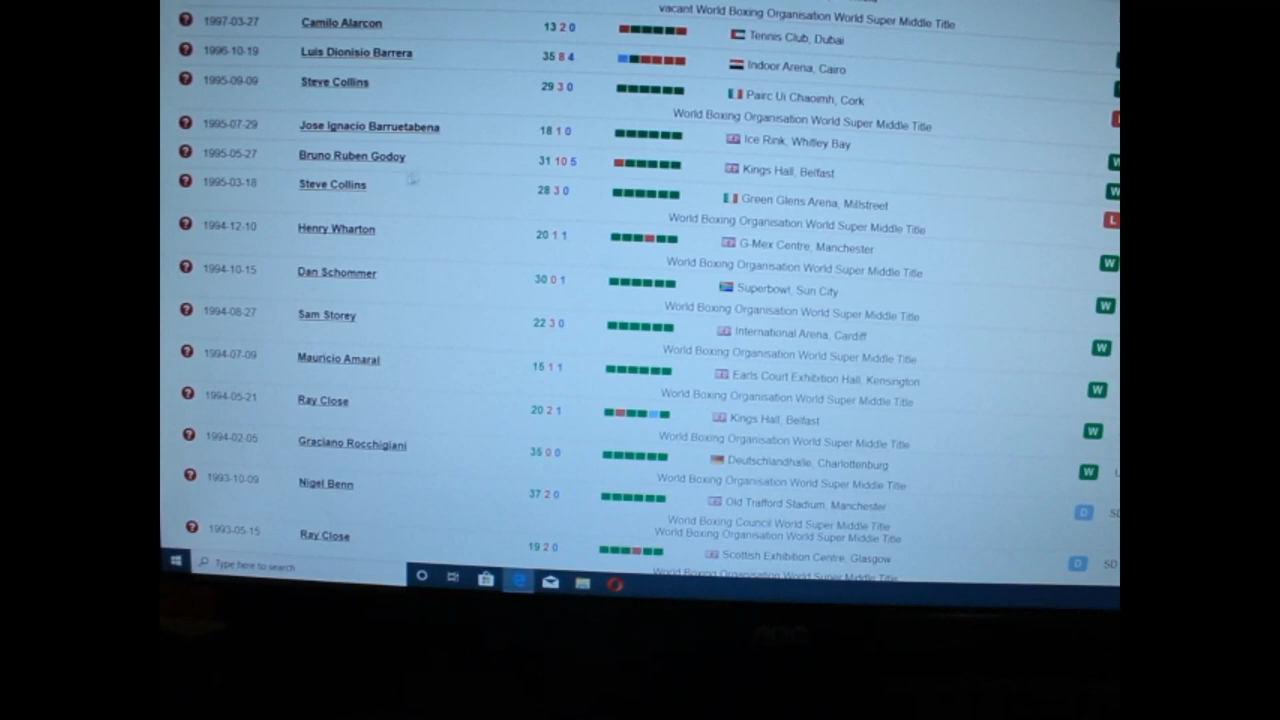 vacant World Boxing Organisation World Super Middle Title
1997-03-27 Camilo Alarcon 13 2 0 Tennis Club, Dubai
1996-10-19 Luis Dionisio Barrera 35 8 4 Indoor Arena, Cairo
1995-09-09 Steve Collins 29 3 0 Pairc Ui Chaoimh, Cork
World Boxing Organisation World Super Middle Title
1995-07-29 Jose Ignacio Barruetabena 18 1 0 Ice Rink, Whitley Bay W
1995-05-27 Bruno Ruben Godoy 31 10 5 Kings Hall, Belfast W
1995-03-18 Steve Collins 28 3 0 Green Glens Arena, Millstreet L
World Boxing Organisation World Super Middle Title
1994-12-10 Henry Wharton 20 1 1 G-Mex Centre, Manchester W
World Boxing Organisation World Super Middle Title
1994-10-15 Dan Schommer 30 0 1 Superbowl, Sun City W
World Boxing Organisation World Super Middle Title
1994-08-27 Sam Storey 22 3 0 International Arena, Cardiff W
World Boxing Organisation World Super Middle Title
1994-07-09 Mauricio Amaral 15 1 1 Earls Court Exhibition Hall, Kensington W
World Boxing Organisation World Super Middle Title
1994-05-21 Ray Close 20 2 1 Kings Hall, Belfast W
World Boxing Organisation World Super Middle Title
1994-02-05 Graciano Rocchigiani 35 0 0 Deutschlandhalle, Charlottenburg W
World Boxing Organisation World Super Middle Title
1993-10-09 Nigel Benn 37 2 0 Old Trafford Stadium, Manchester D
World Boxing Council World Super Middle Title
World Boxing Organisation World Super Middle Title
1993-05-15 Ray Close 19 2 0 Scottish Exhibition Centre, Glasgow D SD
World Boxing Organisation World Super Middle Title
Type here to search
AOC